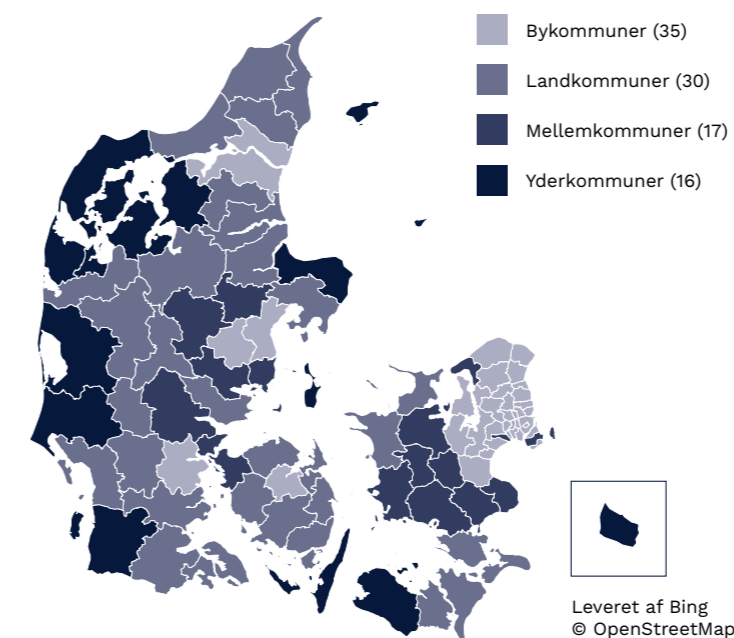 Bykommuner (35)
Landkommuner (30)
Mellemkommuner (17)
Yderkommuner (16)
Leveret af Bing
© OpenStreetMap